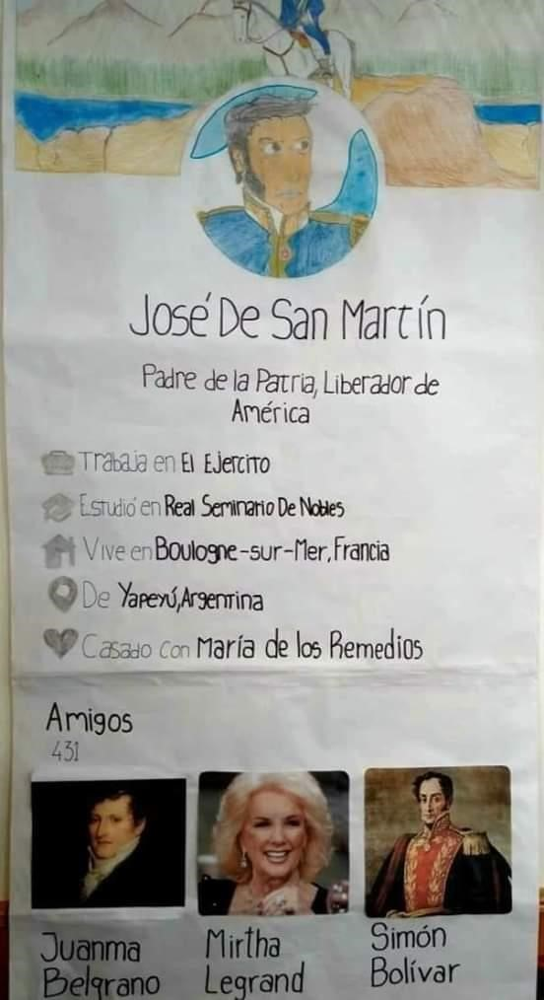 José De San Martín
Padre de la Patria, Liberador de
América
Trabaja en El Ejercito
Estudió en Real Seminario De Nobles
Vive en Boulogne-sur-Mer, Francia
De Yapeyú, Argentina
Casado con María de los Remedios
Amigos
431
Juanma
Belgrano
Mirtha
Legrand
Simón
Bolívar